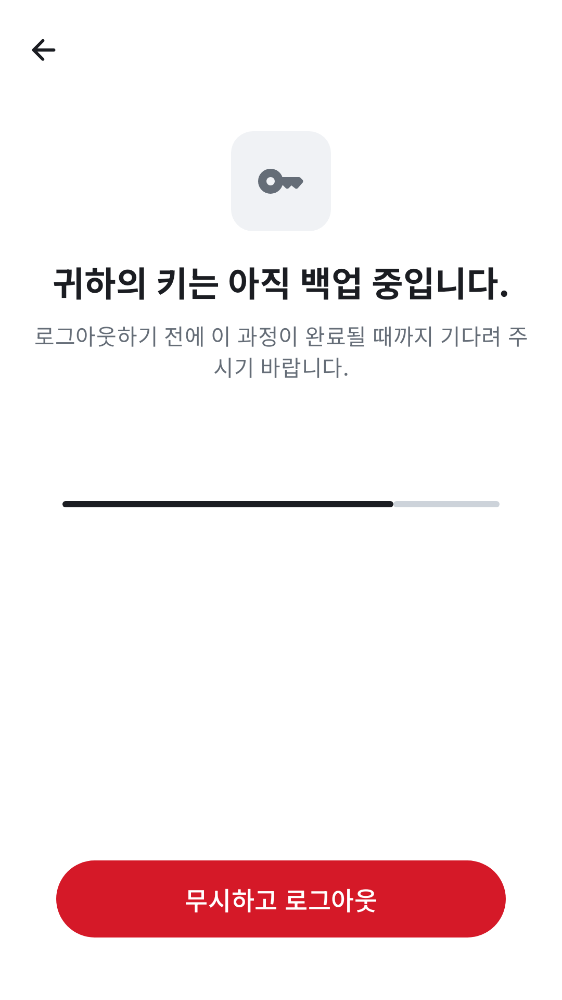 귀하의 키는 아직 백업 중입니다.
로그아웃하기 전에 이 과정이 완료될 때까지 기다려 주
시기 바랍니다.
무시하고 로그아웃